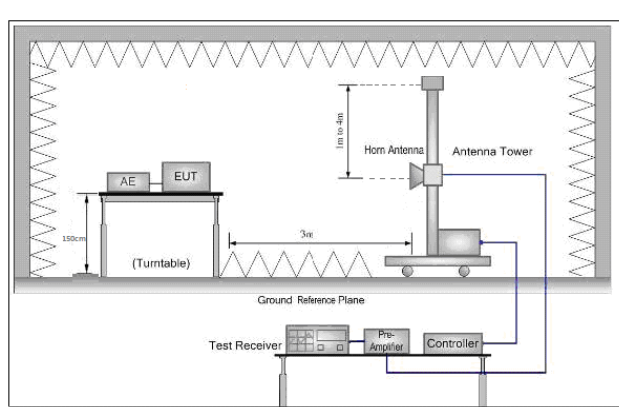 1m to 4m
Horn Antenna
Antenna Tower
AE
EUT
150cm
(Turntable)
3m
Ground Reference Plane
Test Receiver
Pre-
Amplifier
Controller